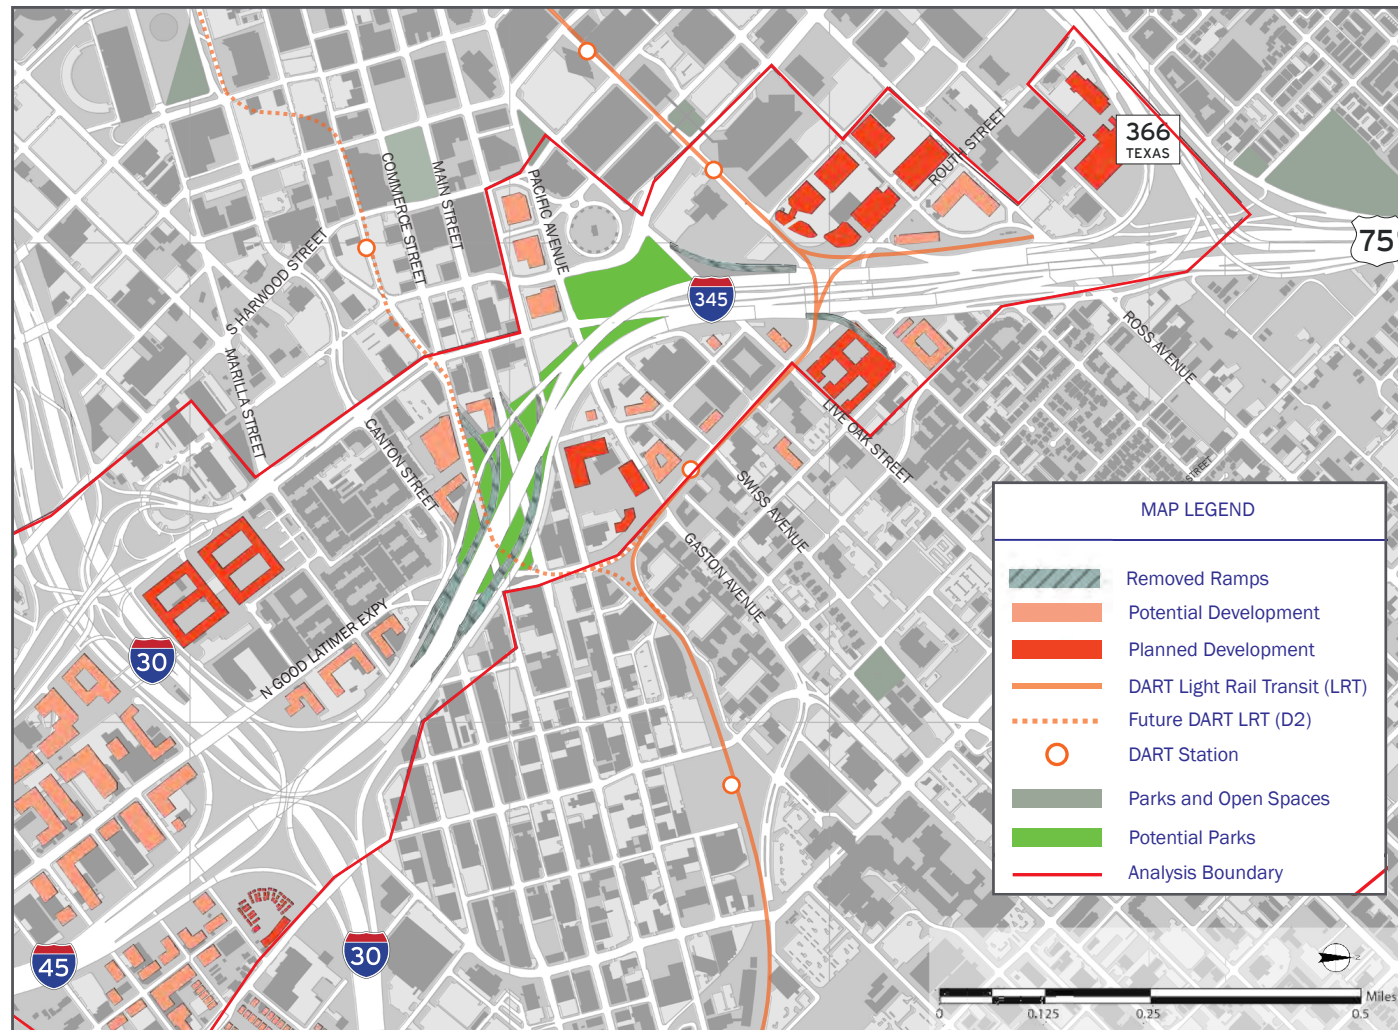 366
TEXAS
ROUTH STREET
75
PACIFIC AVENUE
MAIN STREET
COMMERCE STREET
S HARWOOD STREET
MARILLA STREET
345
ROSS AVENUE
CANTON STREET
LIVE OAK STREET
SWISS AVENUE
GASTON AVENUE
STREET
N GOOD LATIMER EXPY
30
45
30
MAP LEGEND
Removed Ramps
Potential Development
Planned Development
DART Light Rail Transit (LRT)
Future DART LRT (D2)
DART Station
Parks and Open Spaces
Potential Parks
Analysis Boundary
Z
Miles
0 0.125 0.25 0.5